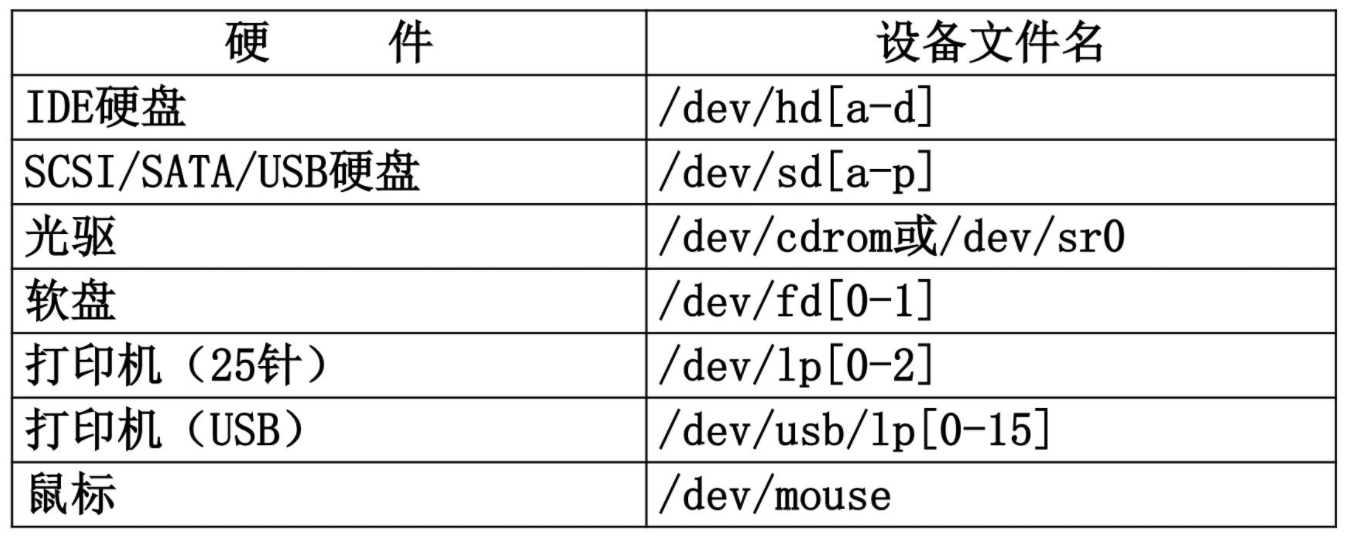 硬 件 设备文件名
IDE硬盘 /dev/hd[a-d]
SCSI/SATA/USB硬盘 /dev/sd[a-p]
光驱 /dev/cdrom或/dev/sr0
软盘 /dev/fd[0-1]
打印机（25针） /dev/lp[0-2]
打印机（USB） /dev/usb/lp[0-15]
鼠标 /dev/mouse